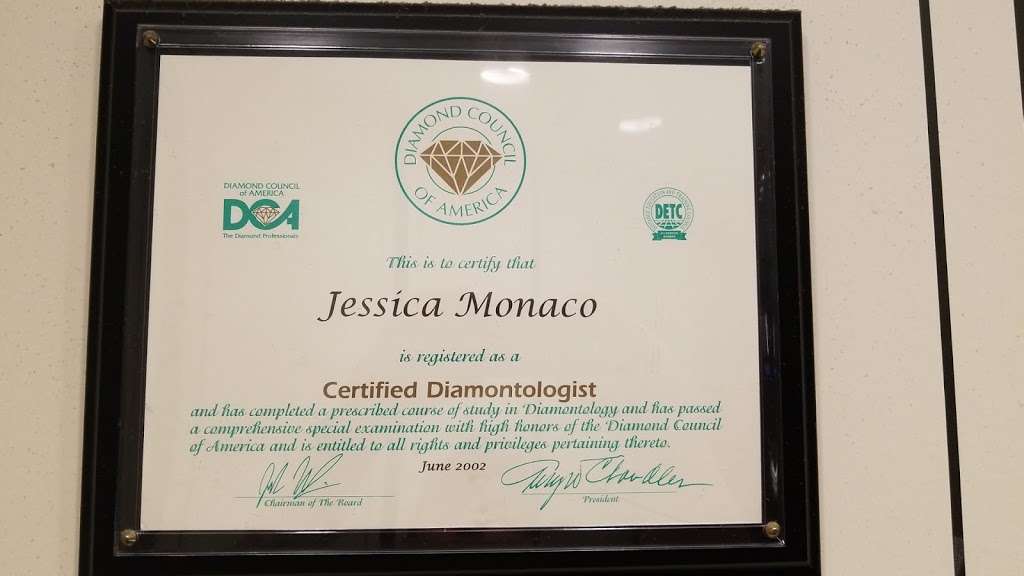 DIAMOND COUNCIL
OF AMERICA
DIAMOND COUNCIL
of AMERICA
DCA
The Diamond Professionals
DETC
This is to certify that
Jessica Monaco
is registered as a
Certified Diamontologist
and has completed a prescribed course of study in Diamontology and has passed
a comprehensive special examination with high honors of the Diamond Council
of America and is entitled to all rights and privileges pertaining thereto.
June 2002
Chairman of The Board
President